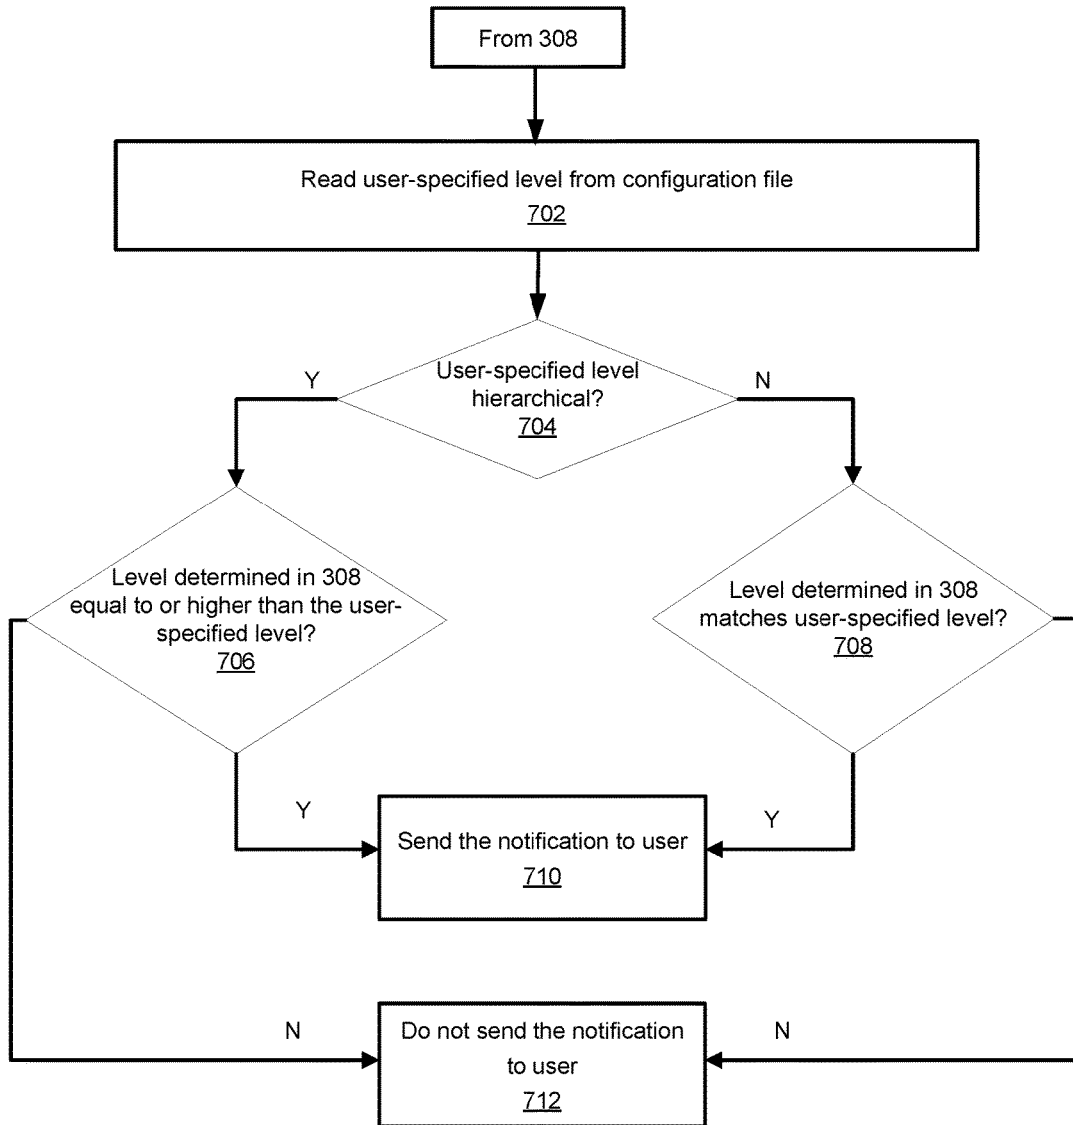 From 308
Read user-specified level from configuration file
702
User-specified level
hierarchical?
704
Y
N
Level determined in 308
equal to or higher than the user-
specified level?
706
Level determined in 308
matches user-specified level?
708
Y
Y
Send the notification to user
710
N
N
Do not send the notification
to user
712